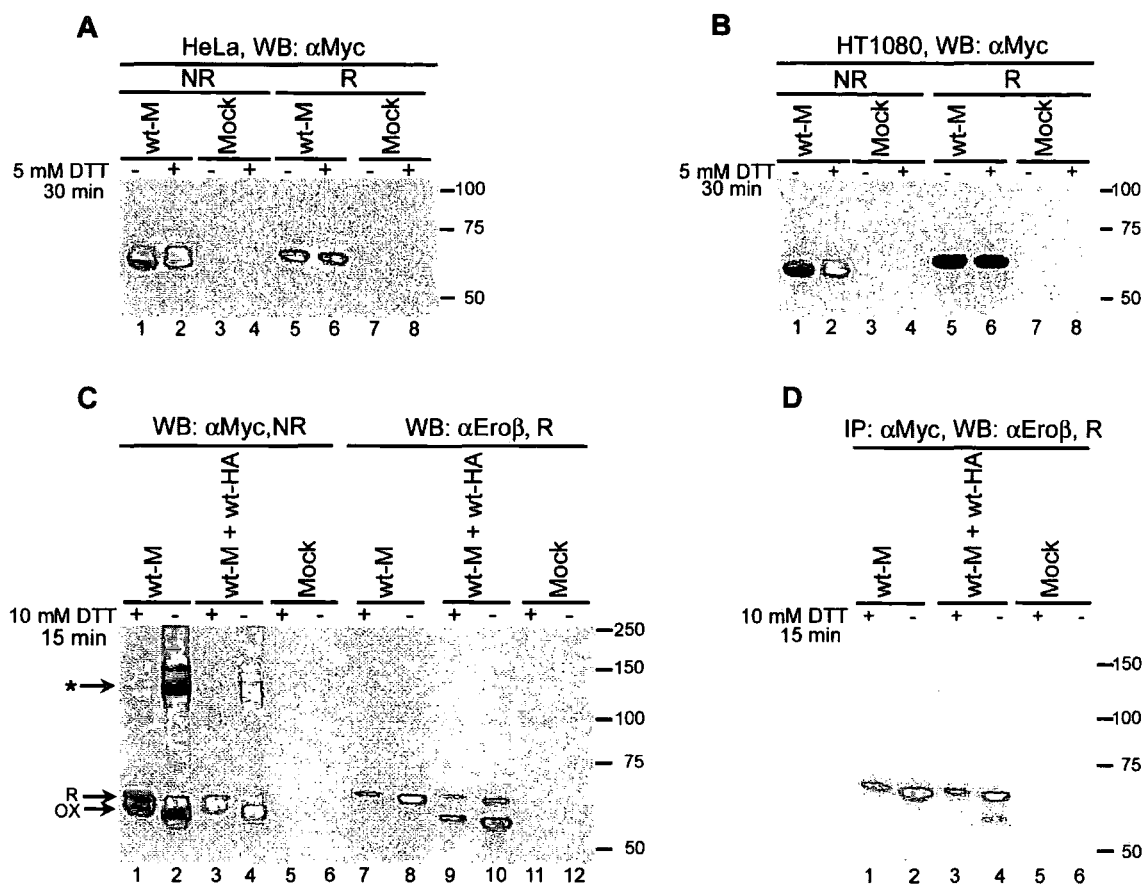 A
HeLa, WB: αMyc
NR R
wt-M Mock wt-M Mock
5 mM DTT - + - + - + - +
30 min
100
75
50
1 2 3 4 5 6 7 8
B
HT1080, WB: αMyc
NR R
wt-M Mock wt-M Mock
5 mM DTT - + - + - + - +
30 min
100
75
50
1 2 3 4 5 6 7 8
C
WB: αMyc,NR WB: αEroβ, R
wt-M wt-M + wt-HA Mock wt-M wt-M + wt-HA Mock
10 mM DTT + - + - + - + - + - + -
15 min
250
150
*
100
75
R
OX
50
1 2 3 4 5 6 7 8 9 10 11 12
D
IP: αMyc, WB: αEroβ, R
wt-M wt-M + wt-HA Mock
10 mM DTT + - + - + -
15 min
150
100
75
50
1 2 3 4 5 6